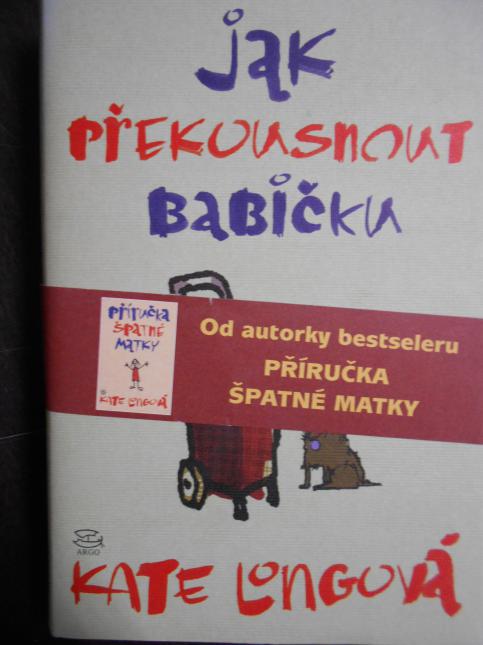 jak
PŘEKOUSNOUT
BABIČKU
PŘÍRUČKA
ŠPATNÉ
MATKY
KATE LONGOVÁ
Od autorky bestseleru
PŘÍRUČKA
ŠPATNÉ MATKY
ARGO
KATE LONGOVÁ